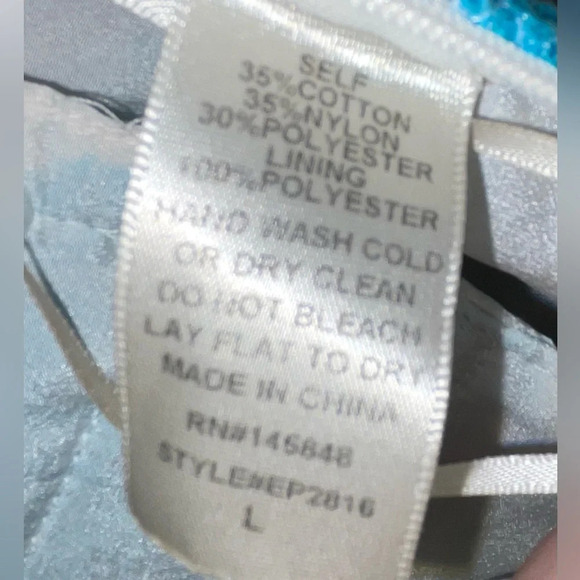 SELF
35%COTTON
35%NYLON
30%POLYESTER
LINING
100%POLYESTER
HAND WASH COLD
OR DRY CLEAN
DO NOT BLEACH
LAY FLAT TO DRY
MADE IN CHINA
RN#145848
STYLE#EP2816
L